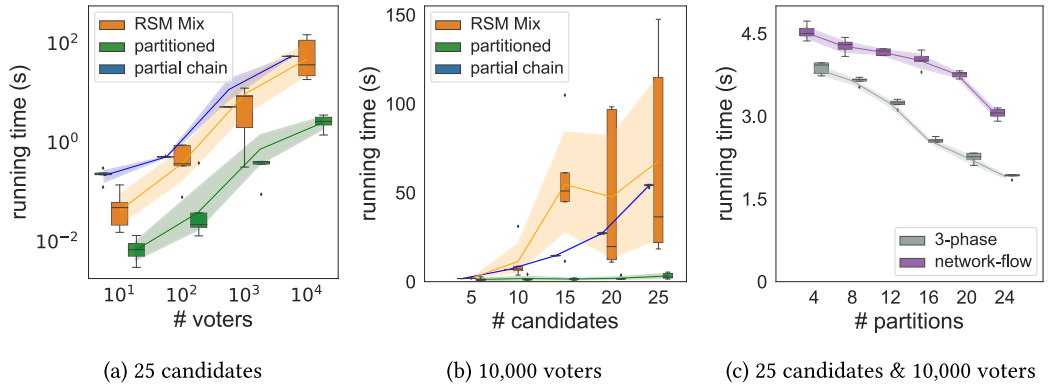 running time (s)
10^2
10^0
10^-2
RSM Mix
partitioned
partial chain
10^1 10^2 10^3 10^4
# voters
(a) 25 candidates
running time (s)
150
100
50
0
RSM Mix
partitioned
partial chain
5 10 15 20 25
# candidates
(b) 10,000 voters
running time (s)
4.5
3.0
1.5
0
3-phase
network-flow
4 8 12 16 20 24
# partitions
(c) 25 candidates & 10,000 voters